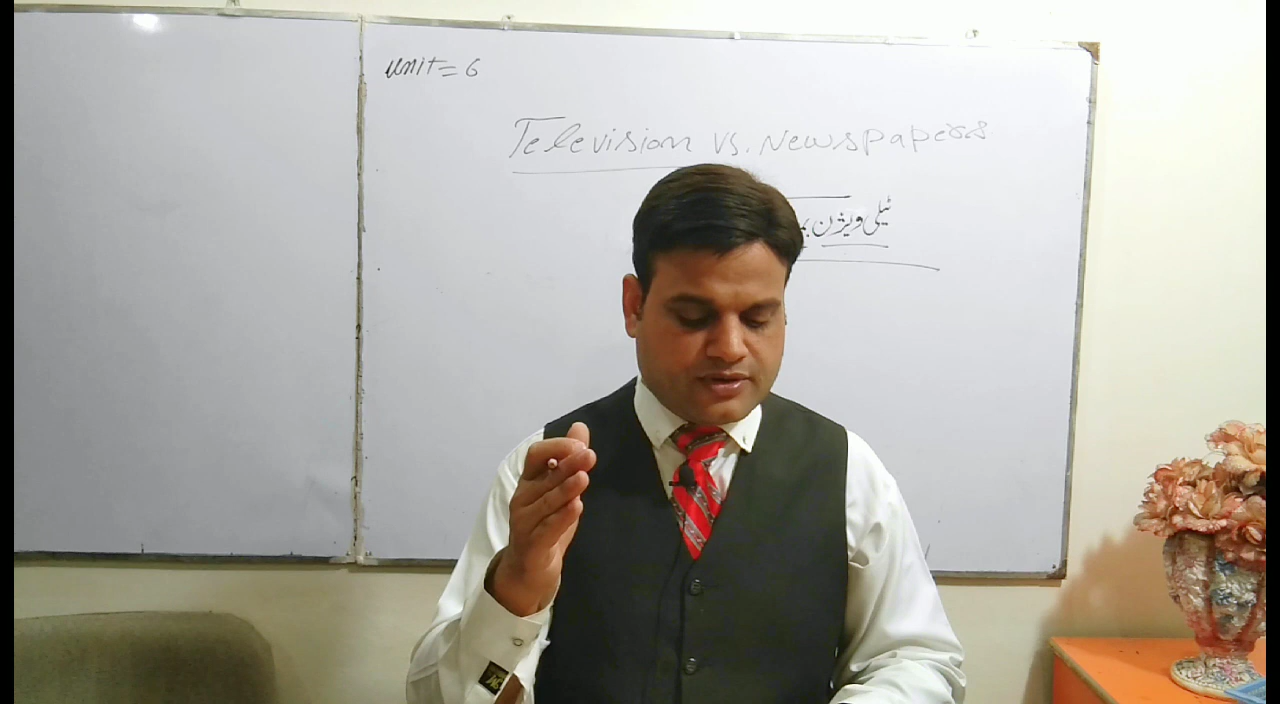 unit = 6
Television vs. Newspapers
ٹیلی ویژن